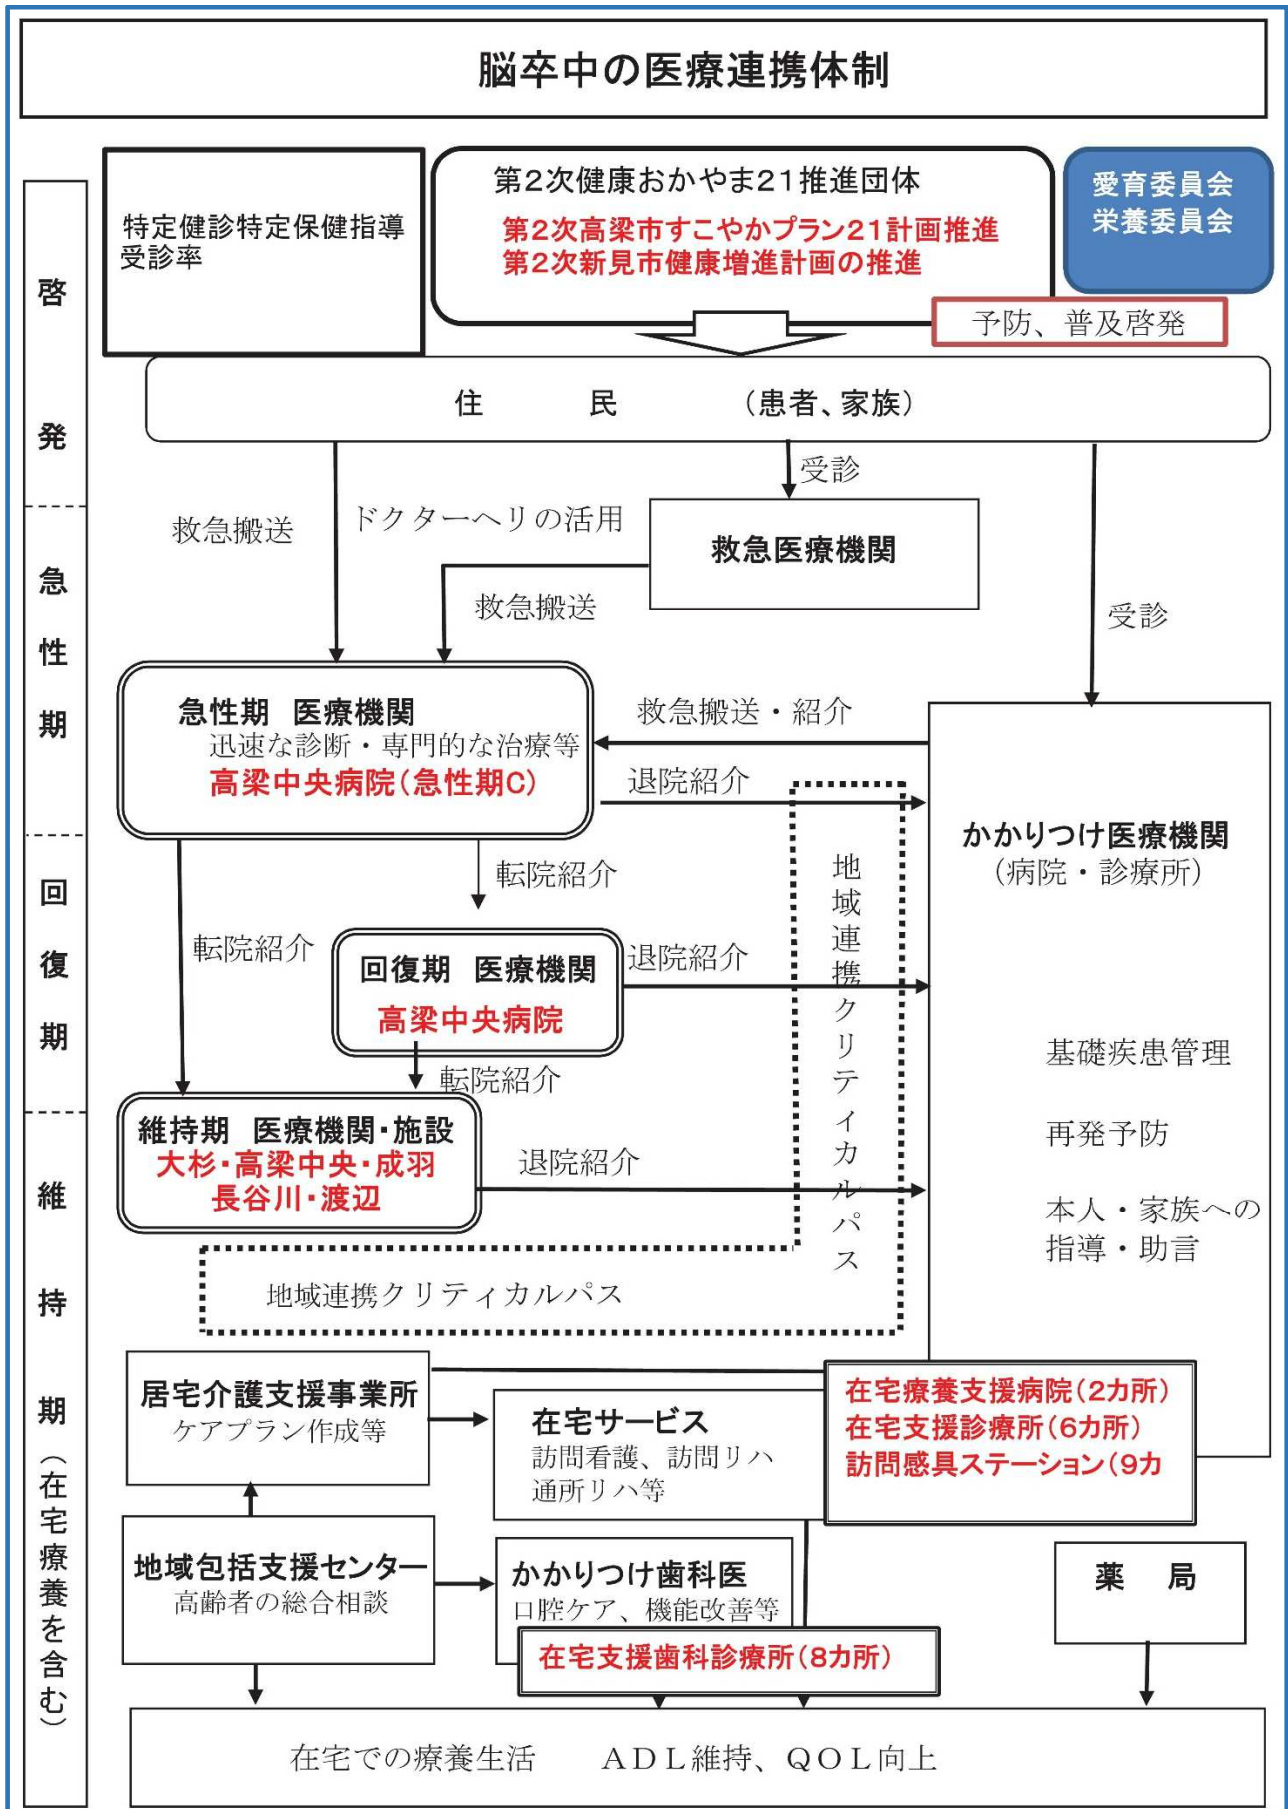 脳卒中の医療連携体制
特定健診特定保健指導
受診率
第2次健康おかやま21推進団体
第2次高梁市すこやかプラン21計画推進
第2次新見市健康増進計画の推進
愛育委員会
栄養委員会
予防、普及啓発
啓発
住　民　（患者、家族）
救急搬送
ドクターヘリの活用
受診
救急医療機関
救急搬送
受診
急性期
急性期　医療機関
迅速な診断・専門的な治療等
高梁中央病院（急性期C）
救急搬送・紹介
退院紹介
かかりつけ医療機関
（病院・診療所）
基礎疾患管理
再発予防
本人・家族への
指導・助言
回復期
転院紹介
転院紹介
回復期　医療機関
高梁中央病院
退院紹介
転院紹介
地域連携クリティカルパス
維持期（在宅療養を含む）
維持期　医療機関・施設
大杉・高梁中央・成羽
長谷川・渡辺
退院紹介
地域連携クリティカルパス
居宅介護支援事業所
ケアプラン作成等
在宅サービス
訪問看護、訪問リハ
通所リハ等
在宅療養支援病院（2カ所）
在宅支援診療所（6カ所）
訪問感具ステーション（9カ
地域包括支援センター
高齢者の総合相談
かかりつけ歯科医
口腔ケア、機能改善等
在宅支援歯科診療所（8カ所）
薬　局
在宅での療養生活　ＡＤＬ維持、ＱＯＬ向上